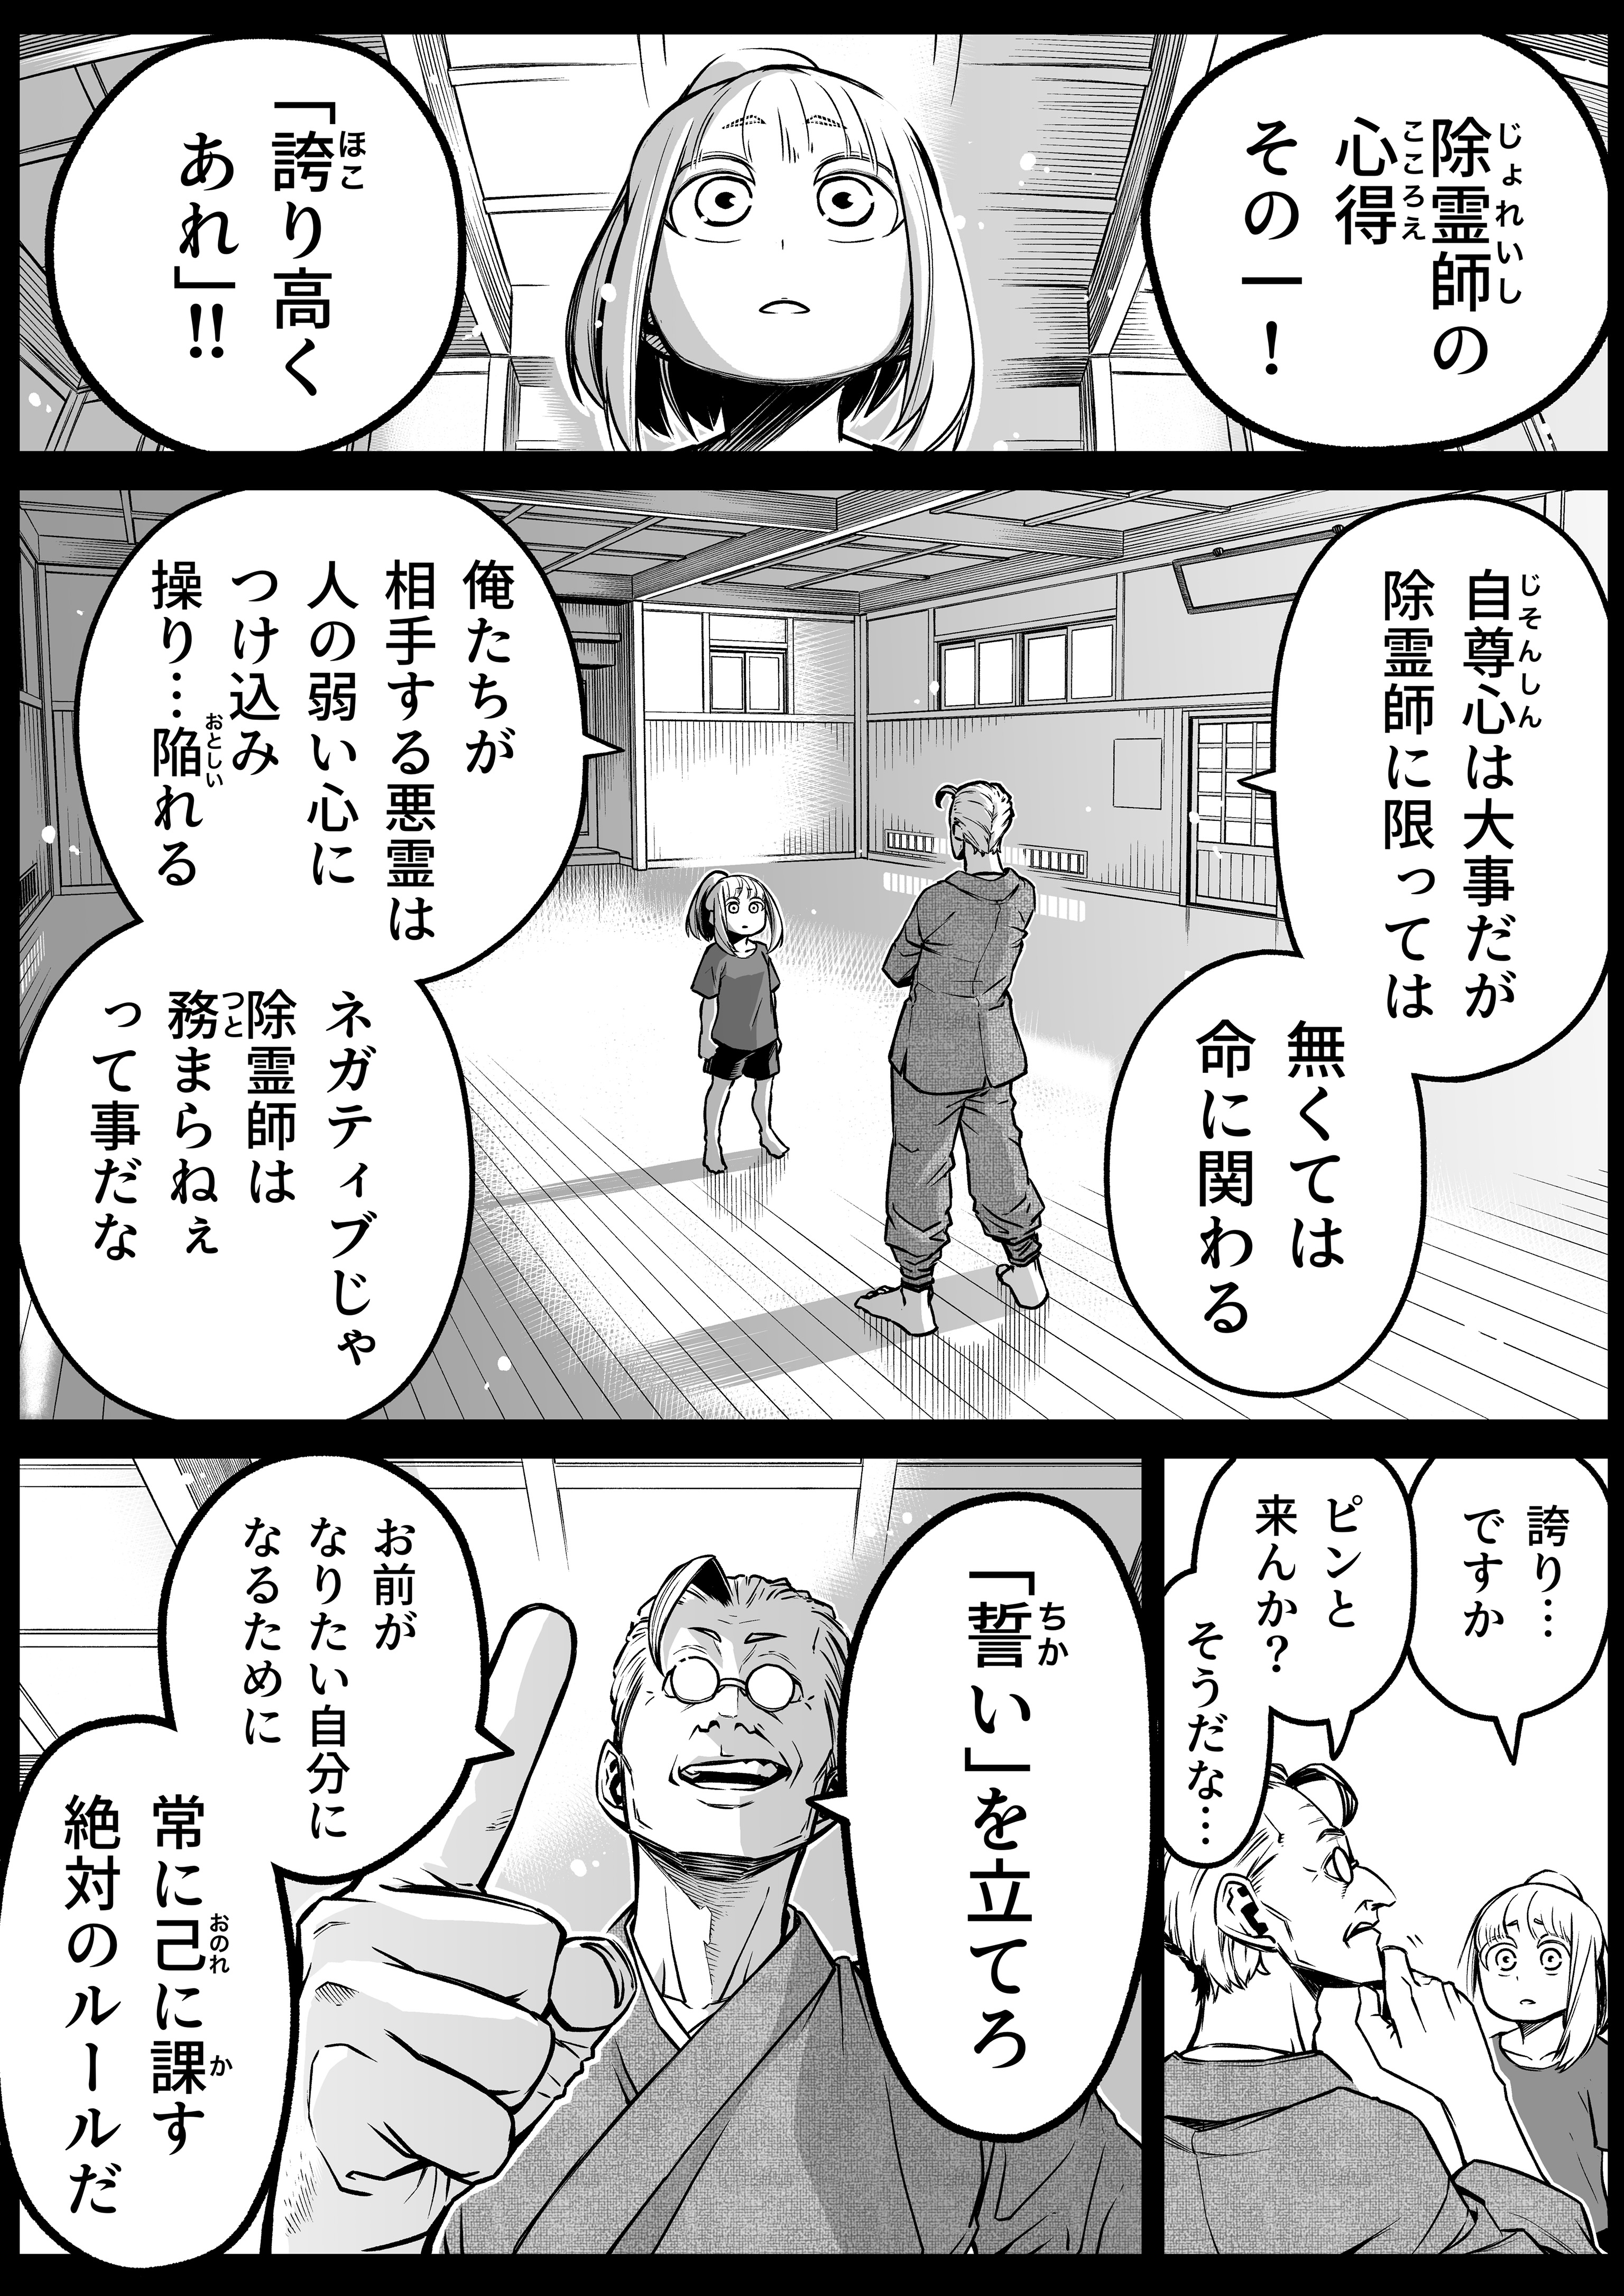 除霊師の
心得
その一！
「誇り高く
あれ」!!
自尊心は大事だが
除霊師に限っては
無くては
命に関わる
俺たちが
相手する悪霊は
人の弱い心に
つけ込み
操り…陥れる
ネガティブじゃ
除霊師は
務まらねぇ
って事だな
誇り…
ですか
ピンと
来んか？
そうだな…
「誓い」を立てろ
お前が
なりたい自分に
なるために
常に己に課す
絶対のルールだ